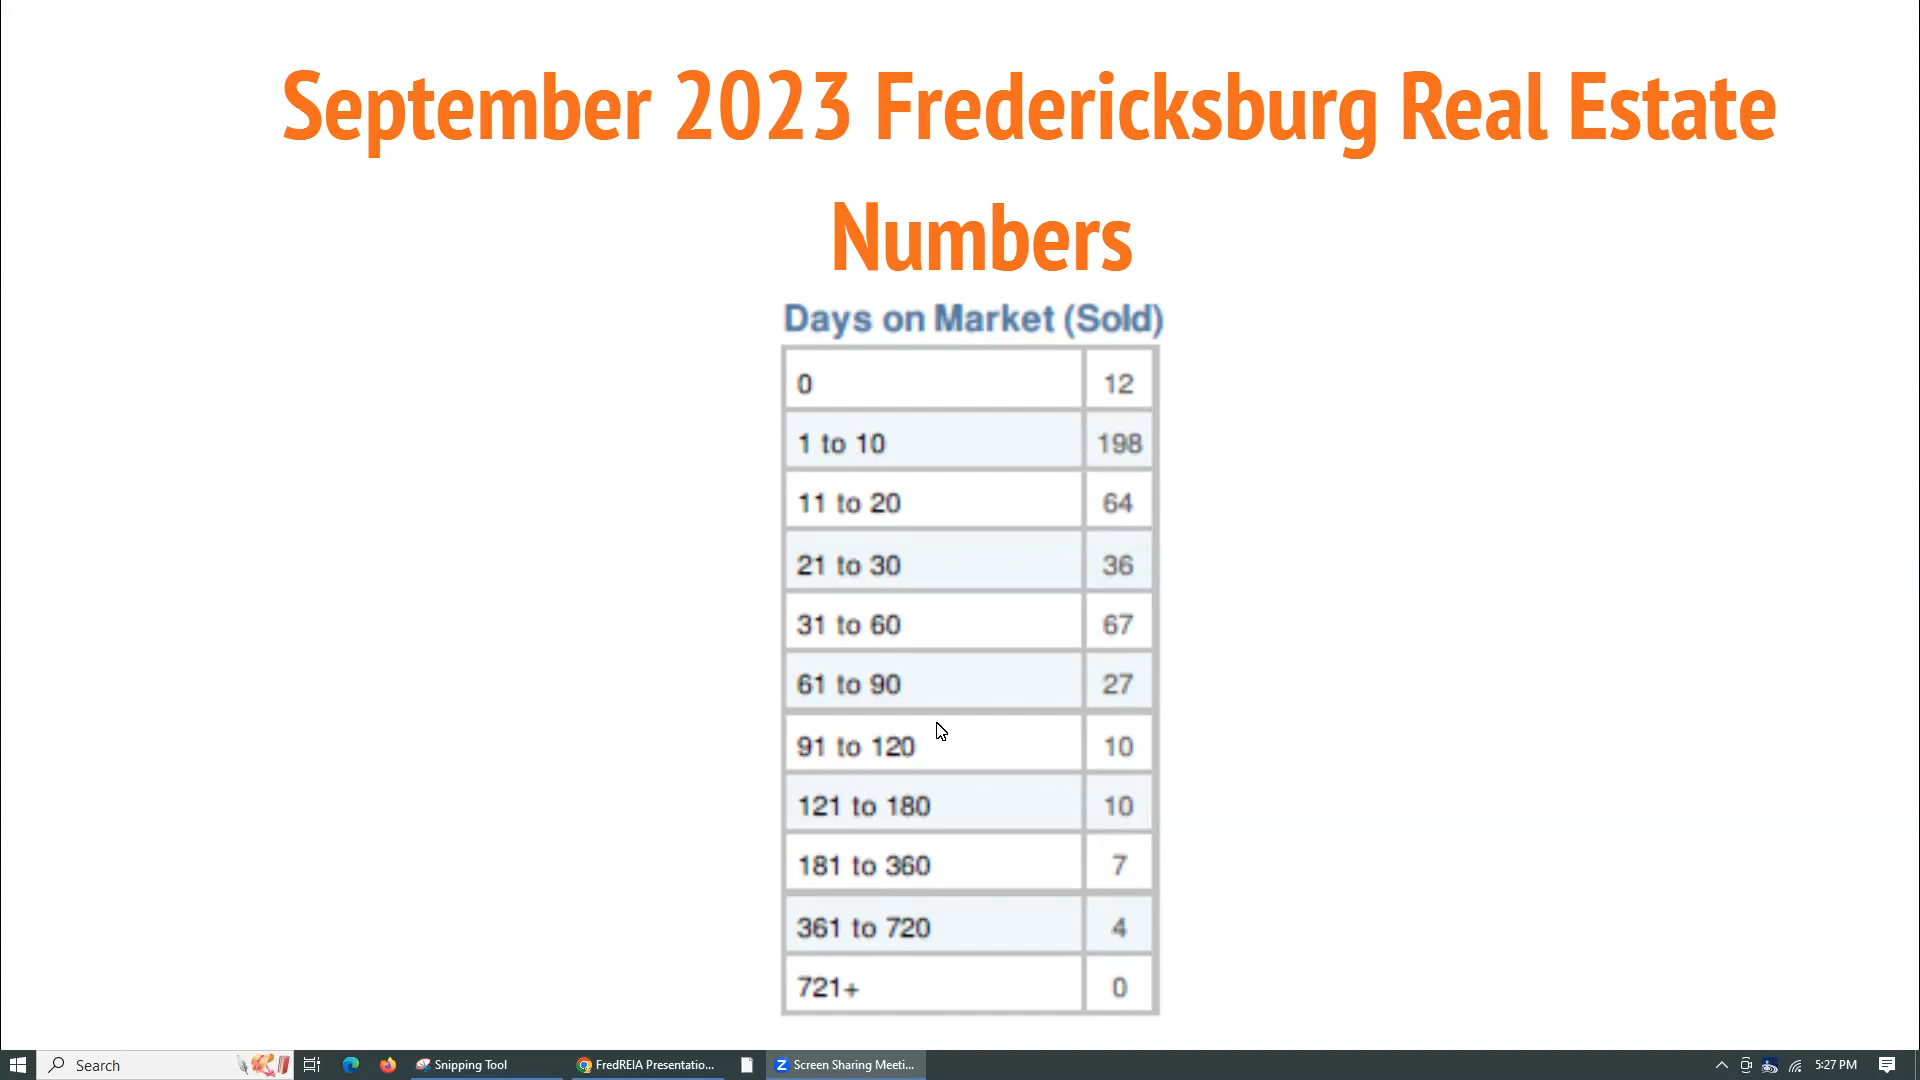 September 2023 Fredericksburg Real Estate
Numbers
Days on Market (Sold)
0 12
1 to 10 198
11 to 20 64
21 to 30 36
31 to 60 67
61 to 90 27
91 to 120 10
121 to 180 10
181 to 360 7
361 to 720 4
721+ 0
Search Snipping Tool FredREIA Presentatio... Screen Sharing Meeti... 5:27 PM